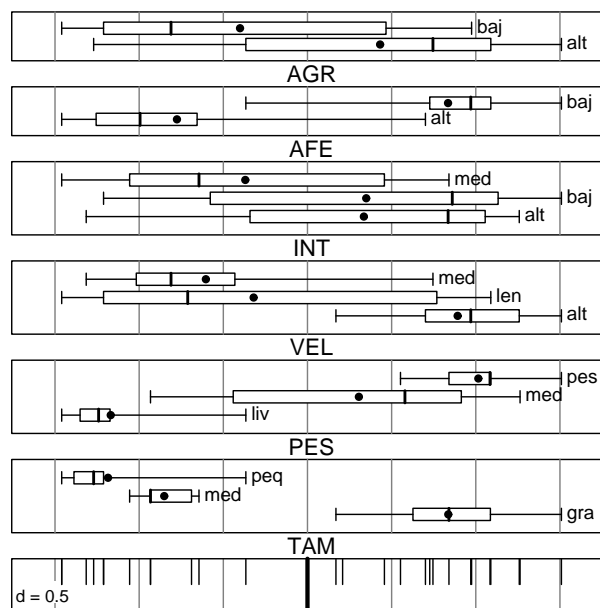 baj
alt
AGR
baj
alt
AFE
med
baj
alt
INT
med
len
alt
VEL
pes
med
liv
PES
peq
med
gra
TAM
d = 0.5